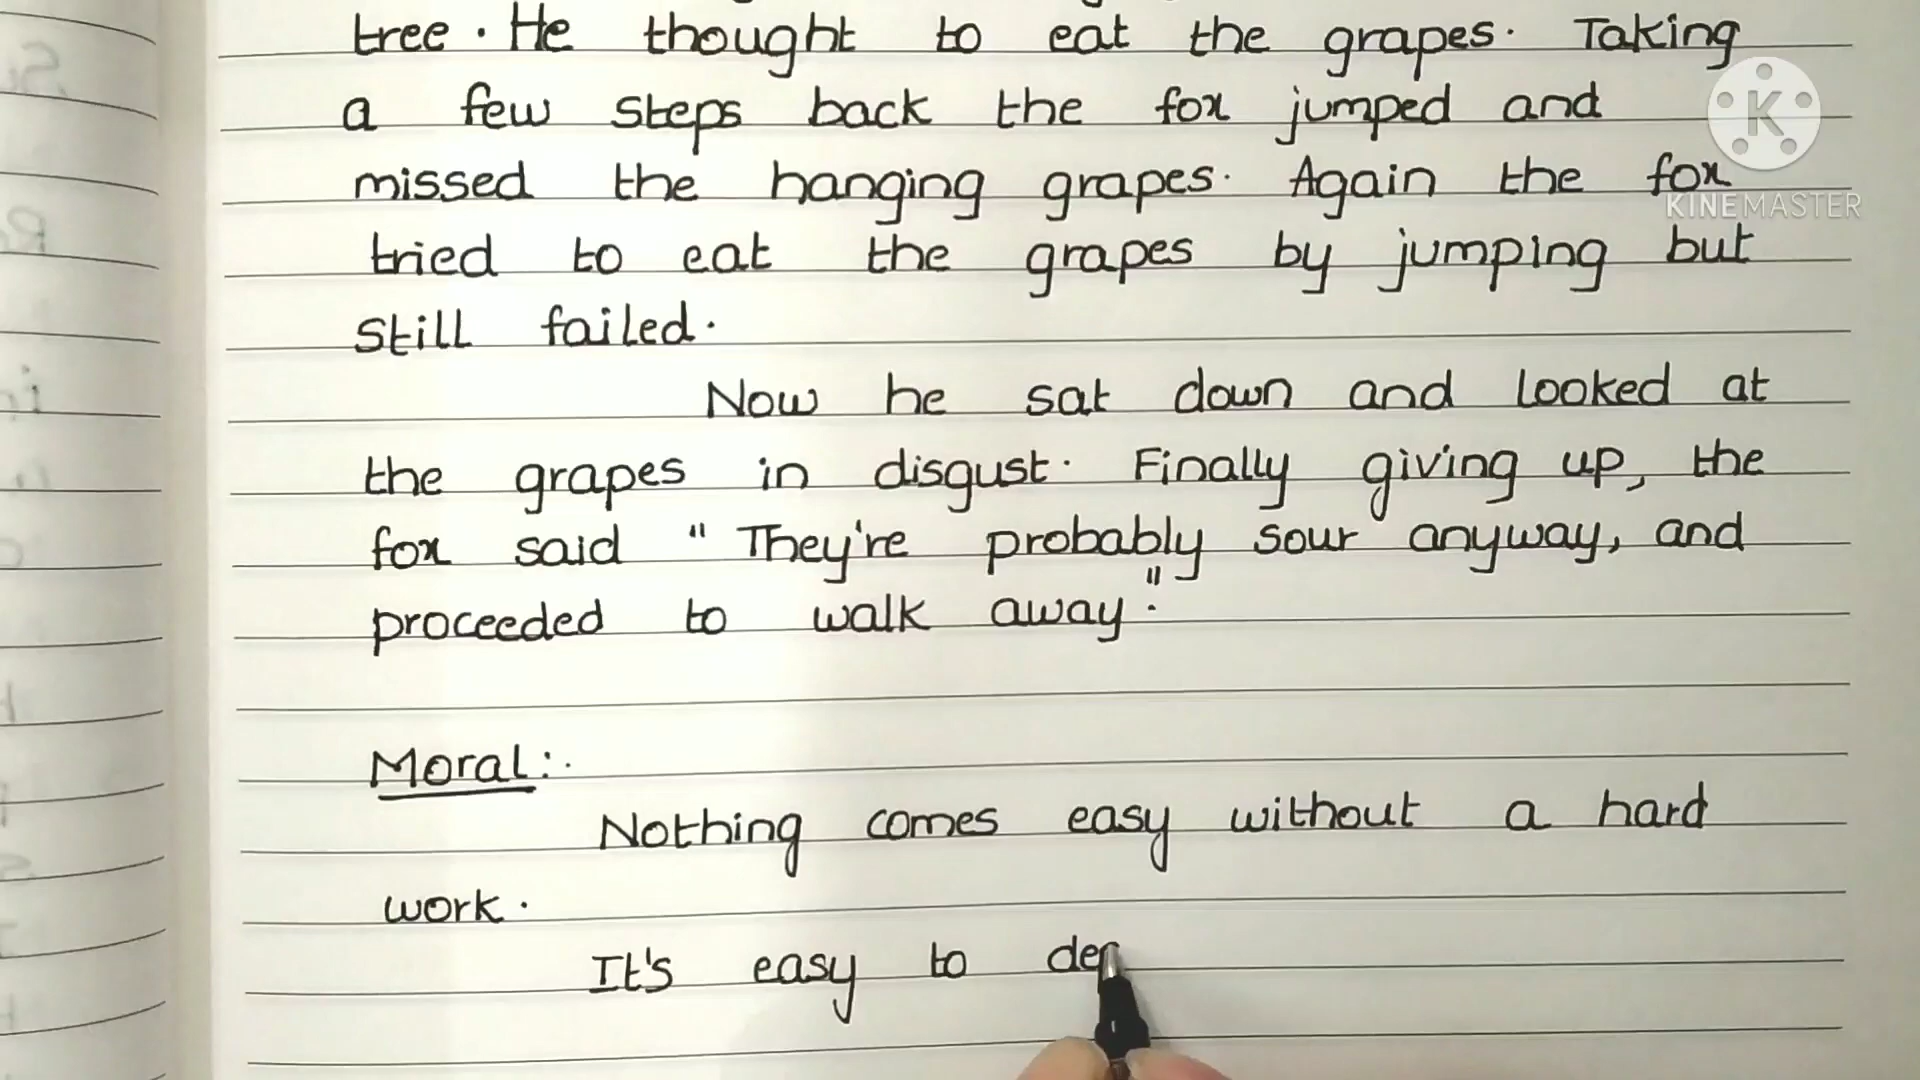 tree. He thought to eat the grapes. Taking
a few steps back the fox jumped and
missed the hanging grapes. Again the fox
tried to eat the grapes by jumping but
still failed.
Now he sat down and looked at
the grapes in disgust. Finally giving up, the
fox said "They're probably sour anyway, and
proceeded to walk away."
Moral:.
Nothing comes easy without a hard
work.
It's easy to
K
KINEMASTER